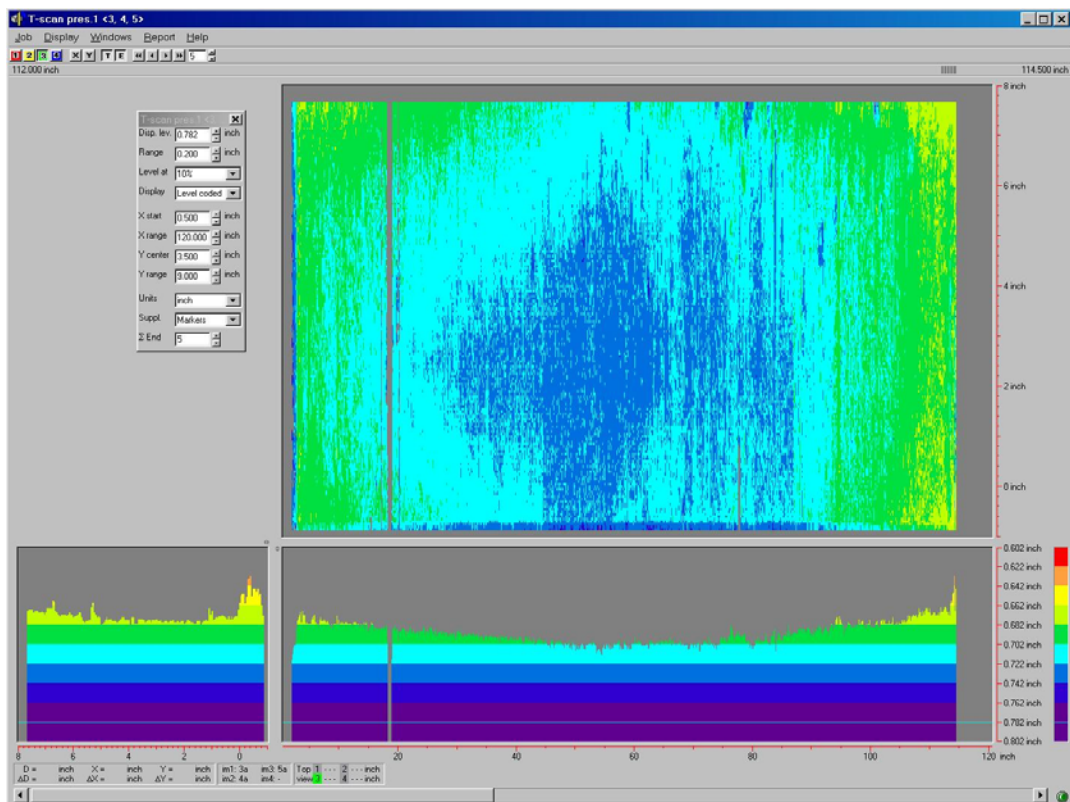 T-scan pres.1 <3, 4, 5>
Job Display Windows Report Help
1 2 3 4 X Y T E 5
112.000 inch 114.500 inch
T-scan pres.1 <3,
Disp. lev. 0.782 inch
Range 0.200 inch
Level at 10%
Display Level coded
X start 0.500 inch
X range 120.000 inch
Y center 3.500 inch
Y range 9.000 inch
Units inch
Suppl. Markers
Σ End 5
8 inch
6 inch
4 inch
2 inch
0 inch
0.602 inch
0.622 inch
0.642 inch
0.662 inch
0.682 inch
0.702 inch
0.722 inch
0.742 inch
0.762 inch
0.782 inch
0.802 inch
8 6 4 2 0
20 40 60 80 100 120 inch
D = inch X = inch Y = inch
ΔD = inch ΔX = inch ΔY = inch
im1: 3a im3: 5a
im2: 4a im4: -
Top 1 - - - 2 - - - inch
view 3 - - - 4 - - - inch